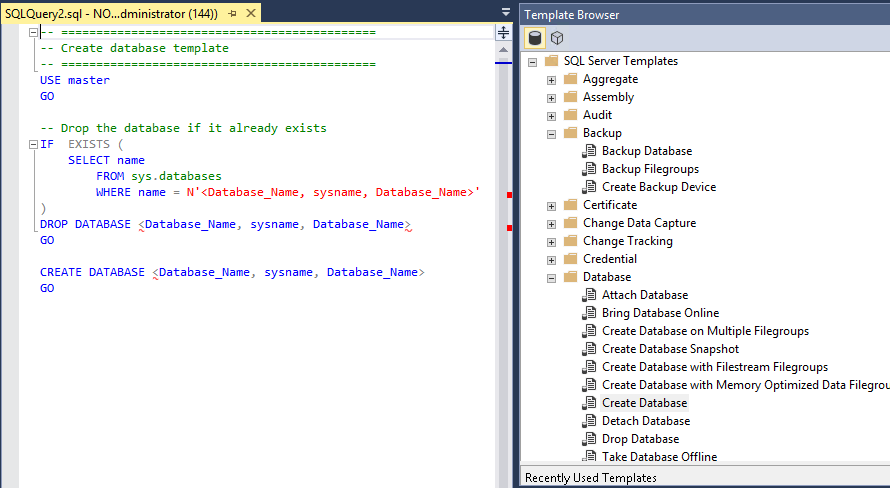 SQLQuery2.sql - NO...dministrator (144))
-- =============================================
-- Create database template
-- =============================================
USE master
GO
-- Drop the database if it already exists
IF  EXISTS (
SELECT name
FROM sys.databases
WHERE name = N'<Database_Name, sysname, Database_Name>'
)
DROP DATABASE <Database_Name, sysname, Database_Name>
GO
CREATE DATABASE <Database_Name, sysname, Database_Name>
GO
Template Browser
SQL Server Templates
Aggregate
Assembly
Audit
Backup
Backup Database
Backup Filegroups
Create Backup Device
Certificate
Change Data Capture
Change Tracking
Credential
Database
Attach Database
Bring Database Online
Create Database on Multiple Filegroups
Create Database Snapshot
Create Database with Filestream Filegroups
Create Database with Memory Optimized Data Filegrou
Create Database
Detach Database
Drop Database
Take Database Offline
Recently Used Templates